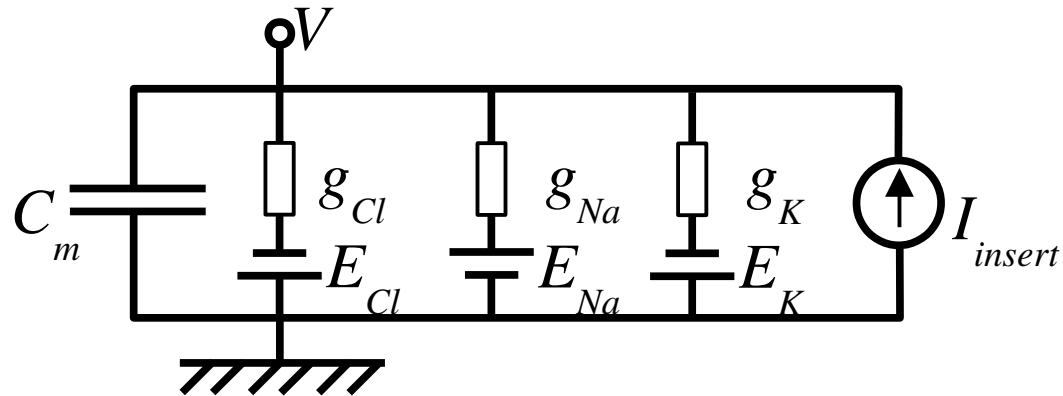 V
C_m
g_Cl
g_Na
g_K
E_Cl
E_Na
E_K
I_insert